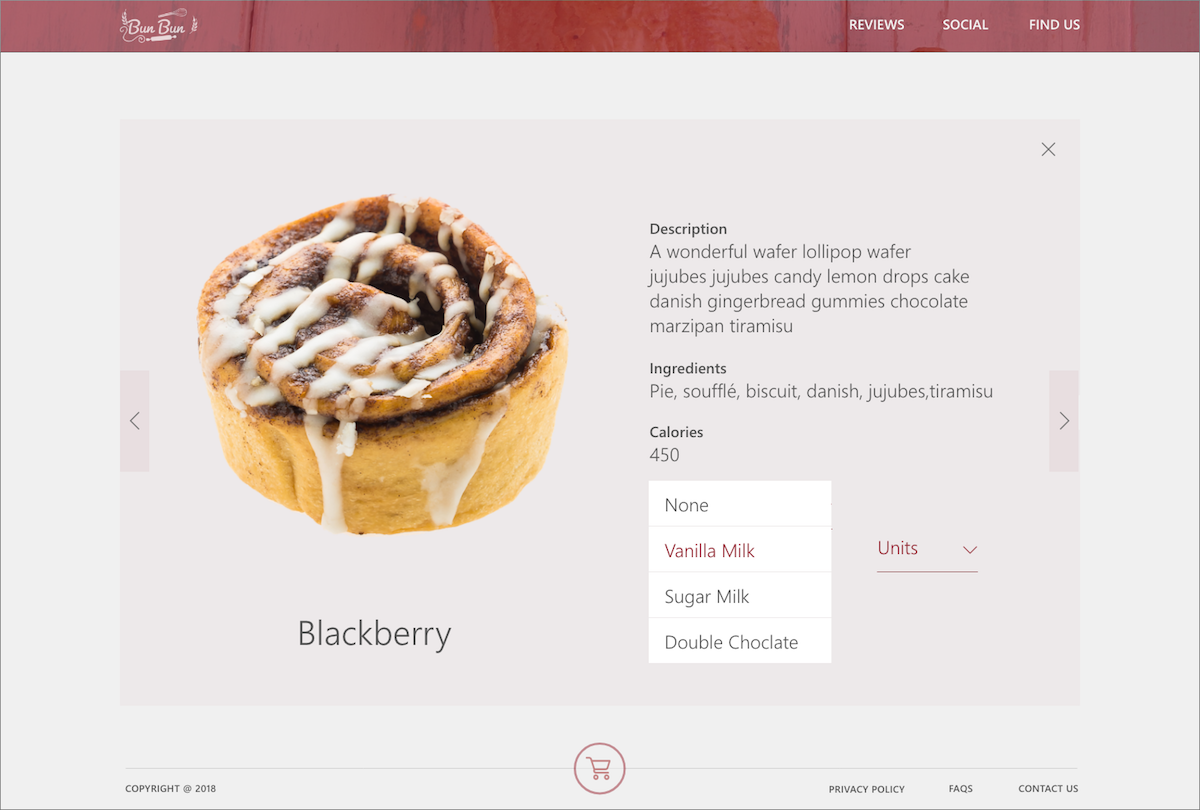 Bun Bun
REVIEWS SOCIAL FIND US
Description
A wonderful wafer lollipop wafer
jujubes jujubes candy lemon drops cake
danish gingerbread gummies chocolate
marzipan tiramisu
Ingredients
Pie, soufflé, biscuit, danish, jujubes,tiramisu
Calories
450
None
Vanilla Milk
Sugar Milk
Double Choclate
Units
Blackberry
COPYRIGHT @ 2018
PRIVACY POLICY FAQS CONTACT US